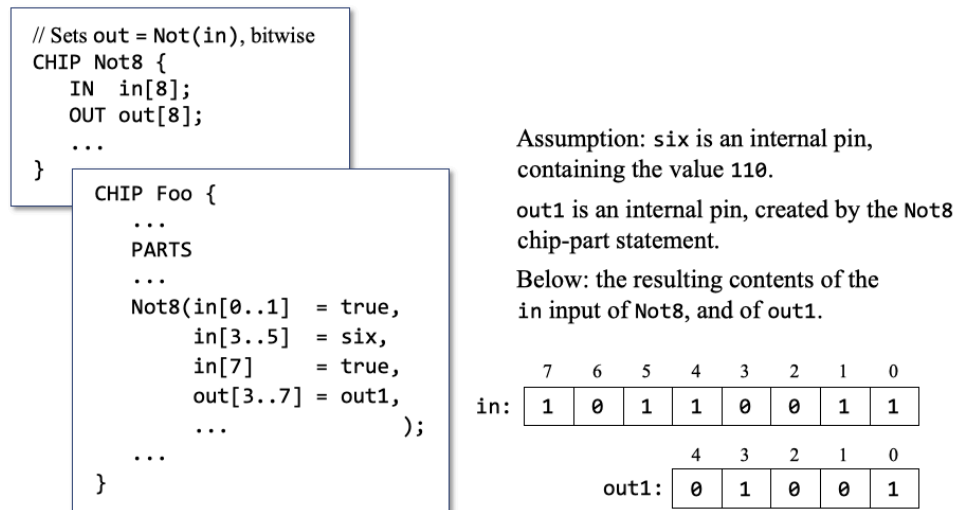 // Sets out = Not(in), bitwise
CHIP Not8 {
IN in[8];
OUT out[8];
...
}
CHIP Foo {
...
PARTS
...
Not8(in[0..1] = true,
in[3..5] = six,
in[7] = true,
out[3..7] = out1,
... );
...
}
Assumption: six is an internal pin,
containing the value 110.
out1 is an internal pin, created by the Not8
chip-part statement.
Below: the resulting contents of the
in input of Not8, and of out1.
7 6 5 4 3 2 1 0
in: 1 0 1 1 0 0 1 1
4 3 2 1 0
out1: 0 1 0 0 1